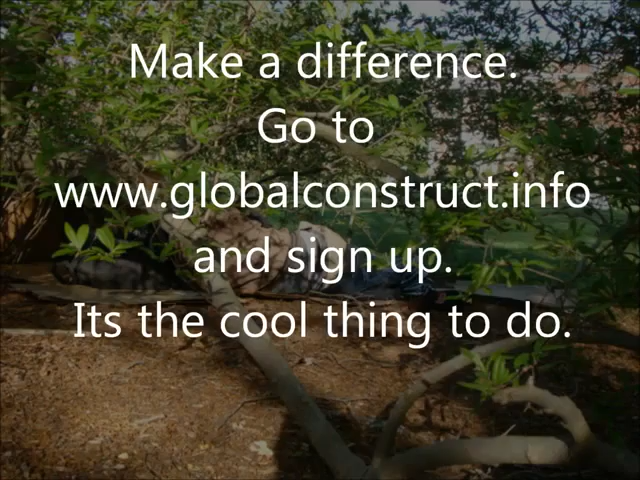 Make a difference.
Go to
www.globalconstruct.info
and sign up.
Its the cool thing to do.